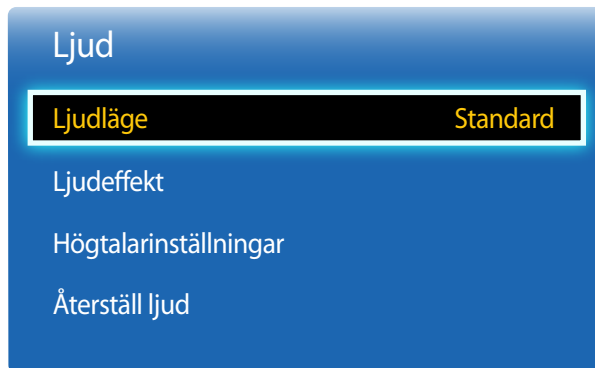 Ljud
Ljudläge Standard
Ljudeffekt
Högtalarinställningar
Återställ ljud